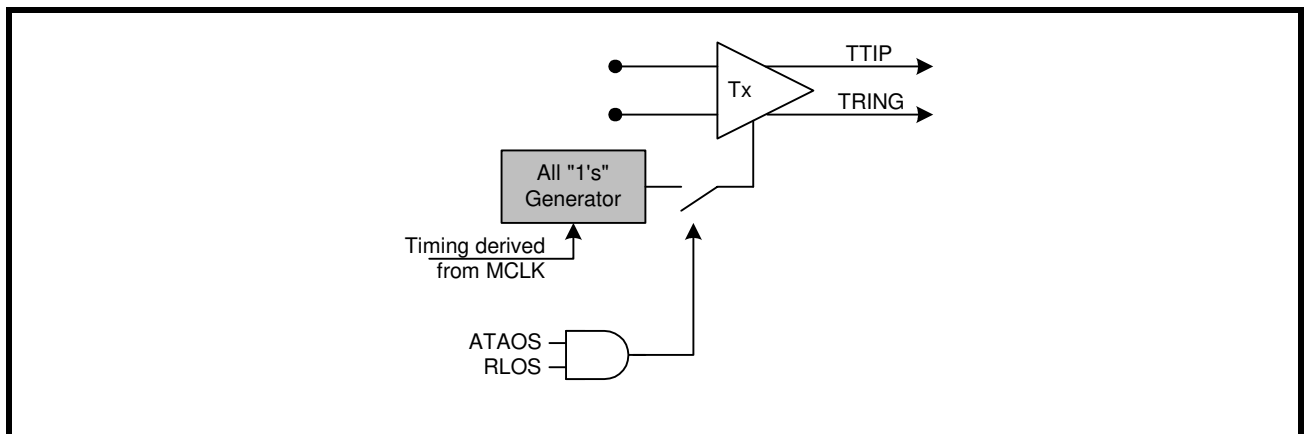 TTIP
Tx
TRING
All "1's"
Generator
Timing derived
from MCLK
ATAOS
RLOS